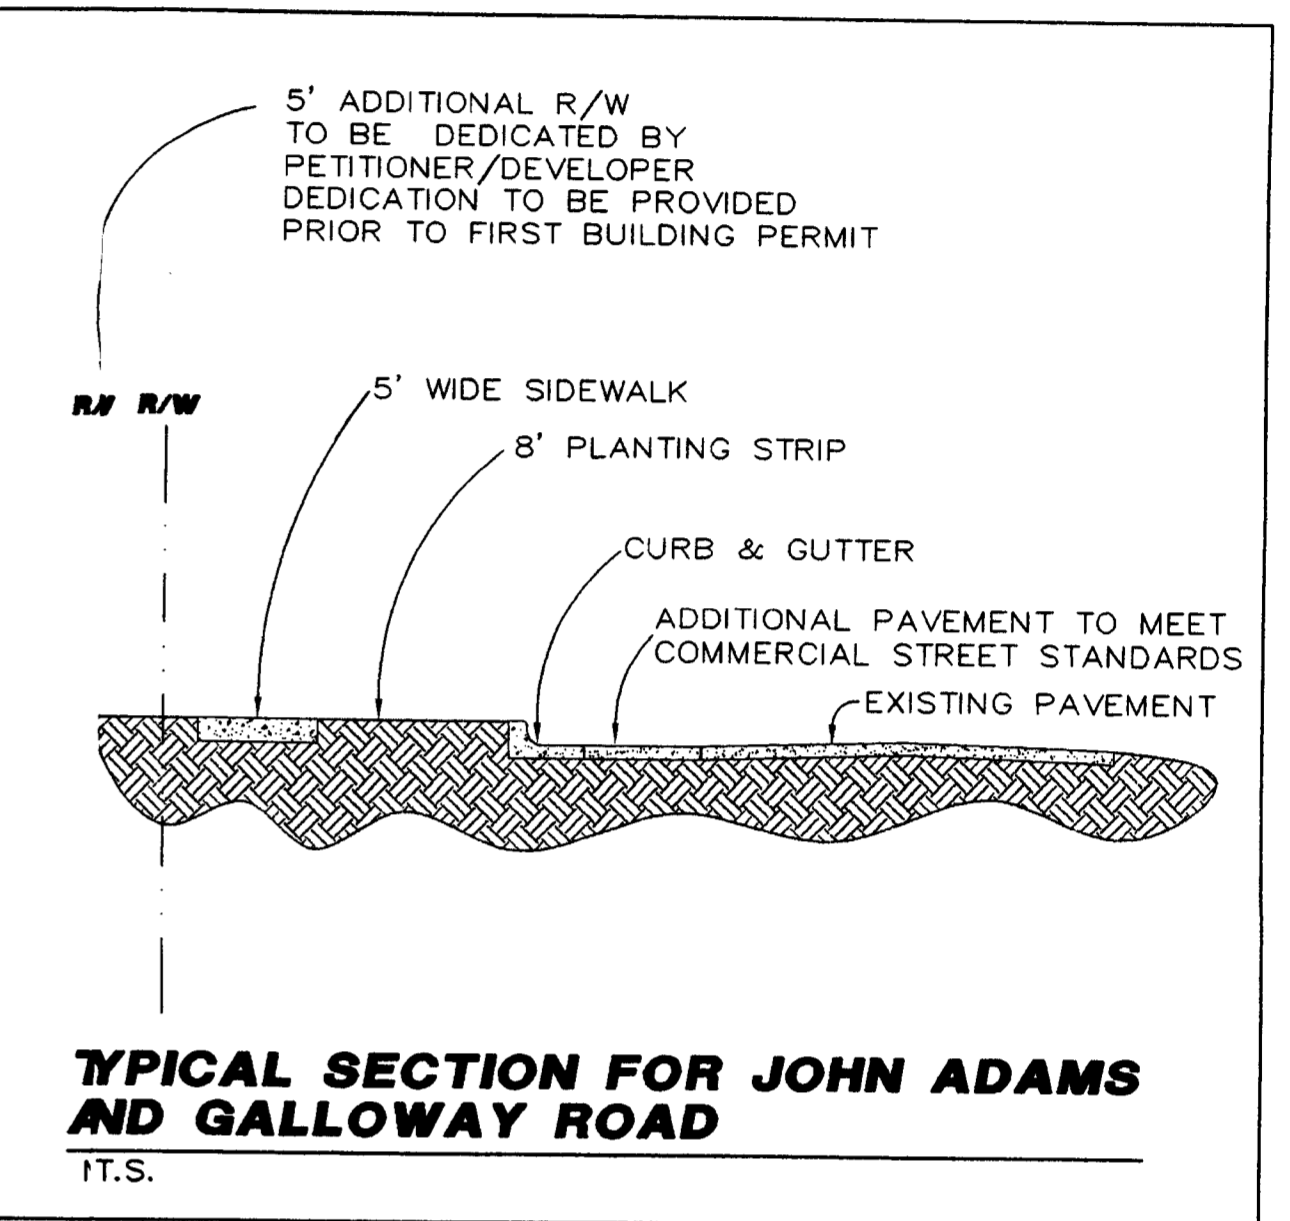 5' ADDITIONAL R/W
TO BE DEDICATED BY
PETITIONER/DEVELOPER
DEDICATION TO BE PROVIDED
PRIOR TO FIRST BUILDING PERMIT
R/W R/W
5' WIDE SIDEWALK
8' PLANTING STRIP
CURB & GUTTER
ADDITIONAL PAVEMENT TO MEET
COMMERCIAL STREET STANDARDS
EXISTING PAVEMENT
TYPICAL SECTION FOR JOHN ADAMS
AND GALLOWAY ROAD
N.T.S.